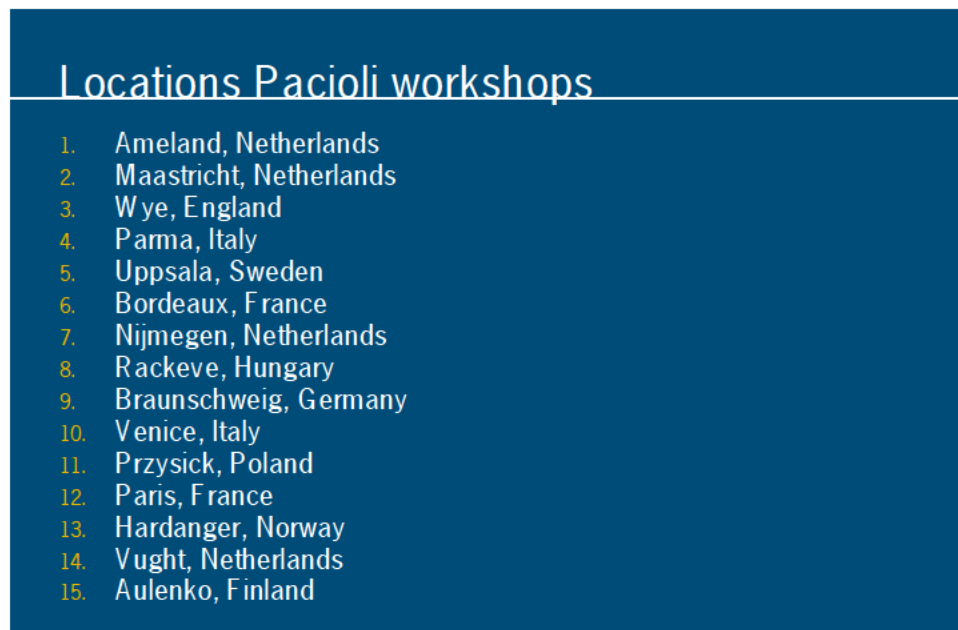 Locations Pacioli workshops
1. Ameland, Netherlands
2. Maastricht, Netherlands
3. Wye, England
4. Parma, Italy
5. Uppsala, Sweden
6. Bordeaux, France
7. Nijmegen, Netherlands
8. Rackeve, Hungary
9. Braunschweig, Germany
10. Venice, Italy
11. Przysick, Poland
12. Paris, France
13. Hardanger, Norway
14. Vught, Netherlands
15. Aulenko, Finland